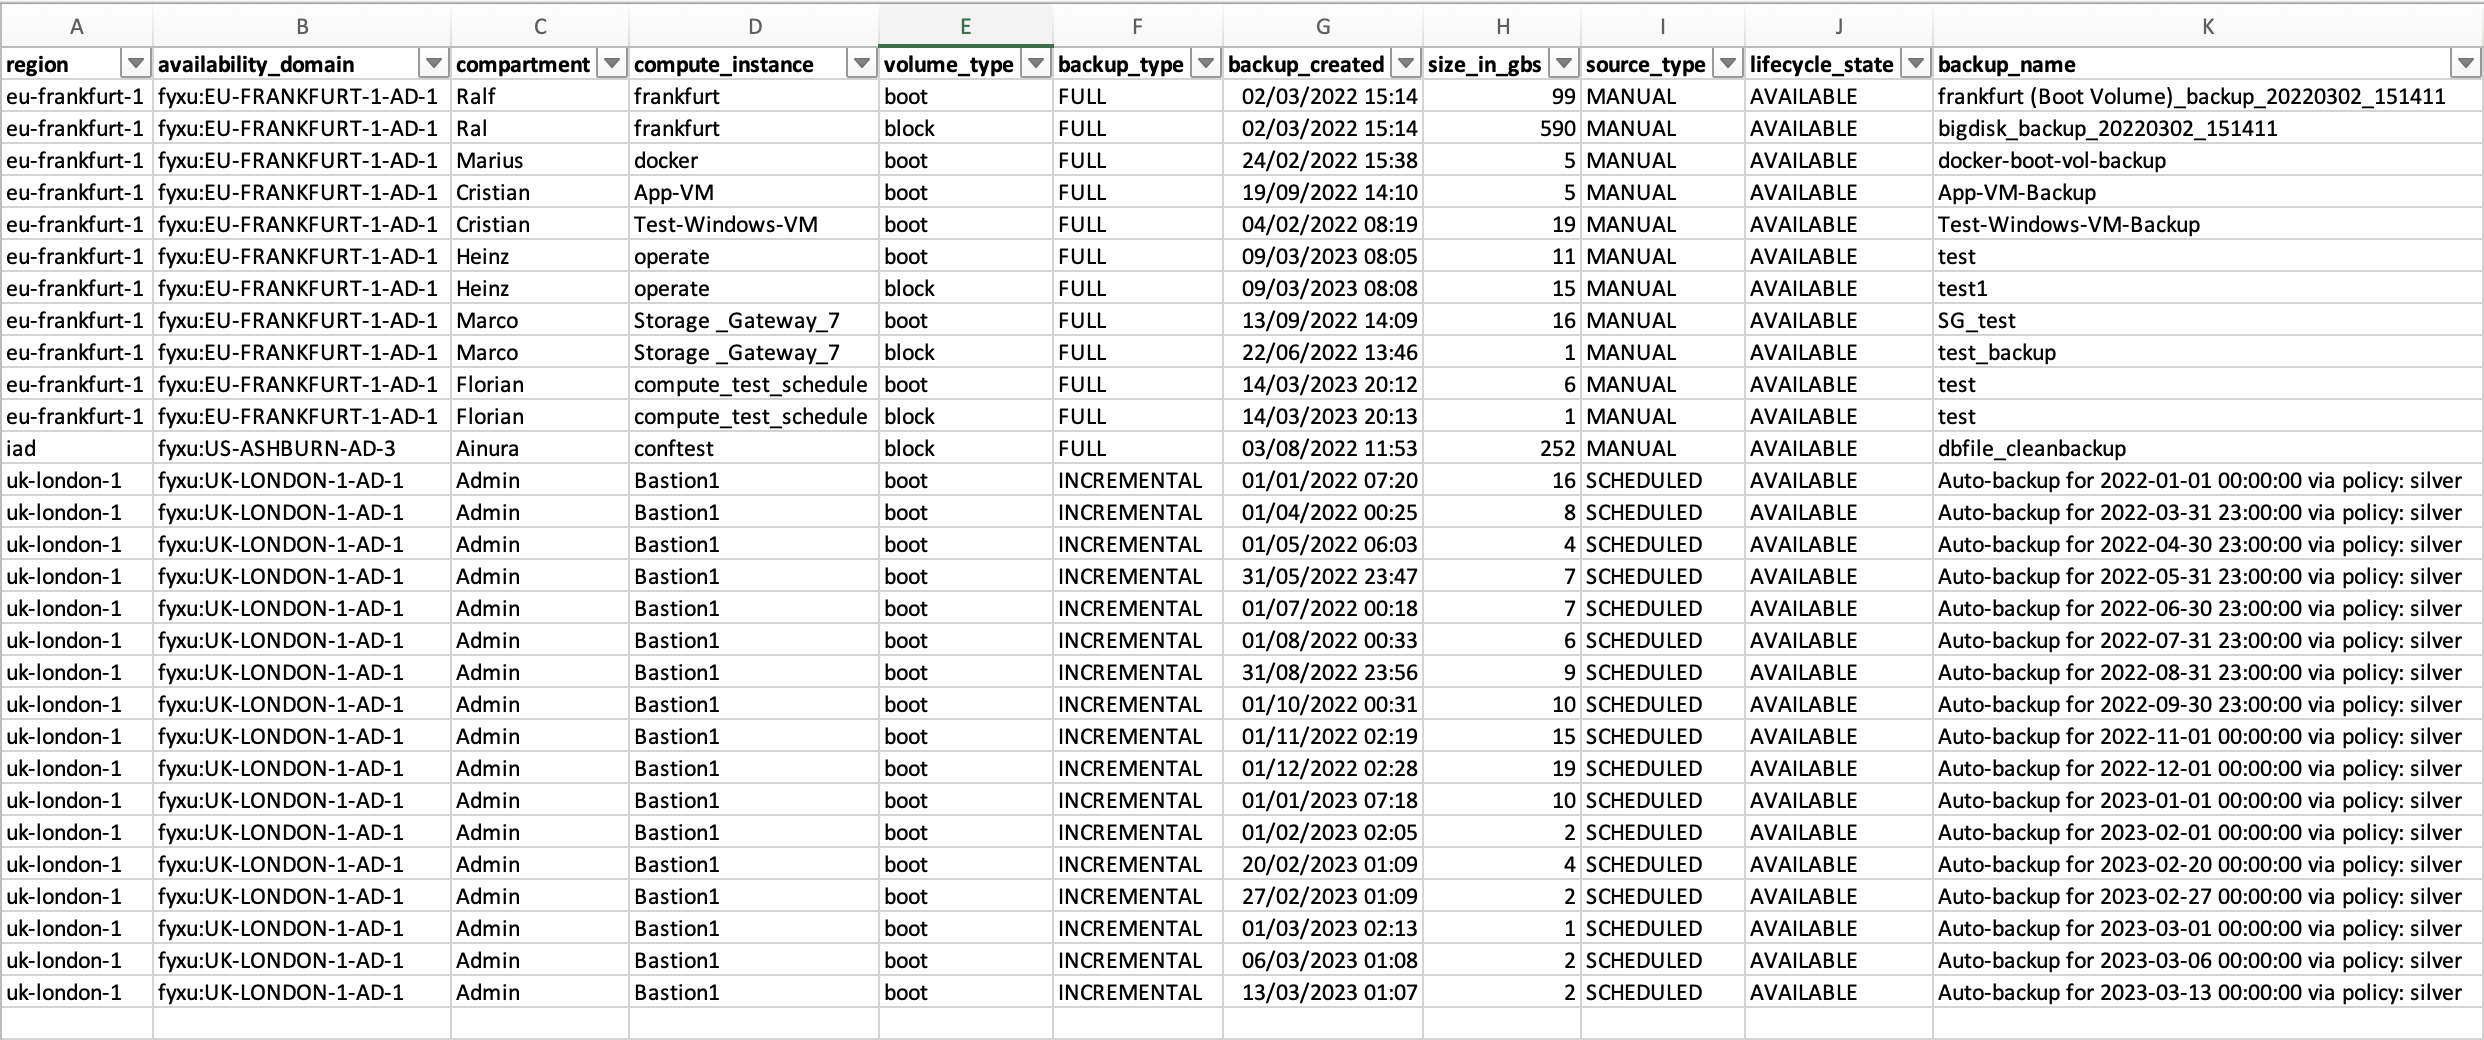 A B C D E F G H I J K
region availability_domain compartment compute_instance volume_type backup_type backup_created size_in_gbs source_type lifecycle_state backup_name
eu-frankfurt-1 fyxu:EU-FRANKFURT-1-AD-1 Ralf frankfurt boot FULL 02/03/2022 15:14 99 MANUAL AVAILABLE frankfurt (Boot Volume)_backup_20220302_151411
eu-frankfurt-1 fyxu:EU-FRANKFURT-1-AD-1 Ral frankfurt block FULL 02/03/2022 15:14 590 MANUAL AVAILABLE bigdisk_backup_20220302_151411
eu-frankfurt-1 fyxu:EU-FRANKFURT-1-AD-1 Marius docker boot FULL 24/02/2022 15:38 5 MANUAL AVAILABLE docker-boot-vol-backup
eu-frankfurt-1 fyxu:EU-FRANKFURT-1-AD-1 Cristian App-VM boot FULL 19/09/2022 14:10 5 MANUAL AVAILABLE App-VM-Backup
eu-frankfurt-1 fyxu:EU-FRANKFURT-1-AD-1 Cristian Test-Windows-VM boot FULL 04/02/2022 08:19 19 MANUAL AVAILABLE Test-Windows-VM-Backup
eu-frankfurt-1 fyxu:EU-FRANKFURT-1-AD-1 Heinz operate boot FULL 09/03/2023 08:05 11 MANUAL AVAILABLE test
eu-frankfurt-1 fyxu:EU-FRANKFURT-1-AD-1 Heinz operate block FULL 09/03/2023 08:08 15 MANUAL AVAILABLE test1
eu-frankfurt-1 fyxu:EU-FRANKFURT-1-AD-1 Marco Storage _Gateway_7 boot FULL 13/09/2022 14:09 16 MANUAL AVAILABLE SG_test
eu-frankfurt-1 fyxu:EU-FRANKFURT-1-AD-1 Marco Storage _Gateway_7 block FULL 22/06/2022 13:46 1 MANUAL AVAILABLE test_backup
eu-frankfurt-1 fyxu:EU-FRANKFURT-1-AD-1 Florian compute_test_schedule boot FULL 14/03/2023 20:12 6 MANUAL AVAILABLE test
eu-frankfurt-1 fyxu:EU-FRANKFURT-1-AD-1 Florian compute_test_schedule block FULL 14/03/2023 20:13 1 MANUAL AVAILABLE test
iad fyxu:US-ASHBURN-AD-3 Ainura conftest block FULL 03/08/2022 11:53 252 MANUAL AVAILABLE dbfile_cleanbackup
uk-london-1 fyxu:UK-LONDON-1-AD-1 Admin Bastion1 boot INCREMENTAL 01/01/2022 07:20 16 SCHEDULED AVAILABLE Auto-backup for 2022-01-01 00:00:00 via policy: silver
uk-london-1 fyxu:UK-LONDON-1-AD-1 Admin Bastion1 boot INCREMENTAL 01/04/2022 00:25 8 SCHEDULED AVAILABLE Auto-backup for 2022-03-31 23:00:00 via policy: silver
uk-london-1 fyxu:UK-LONDON-1-AD-1 Admin Bastion1 boot INCREMENTAL 01/05/2022 06:03 4 SCHEDULED AVAILABLE Auto-backup for 2022-04-30 23:00:00 via policy: silver
uk-london-1 fyxu:UK-LONDON-1-AD-1 Admin Bastion1 boot INCREMENTAL 31/05/2022 23:47 7 SCHEDULED AVAILABLE Auto-backup for 2022-05-31 23:00:00 via policy: silver
uk-london-1 fyxu:UK-LONDON-1-AD-1 Admin Bastion1 boot INCREMENTAL 01/07/2022 00:18 7 SCHEDULED AVAILABLE Auto-backup for 2022-06-30 23:00:00 via policy: silver
uk-london-1 fyxu:UK-LONDON-1-AD-1 Admin Bastion1 boot INCREMENTAL 01/08/2022 00:33 6 SCHEDULED AVAILABLE Auto-backup for 2022-07-31 23:00:00 via policy: silver
uk-london-1 fyxu:UK-LONDON-1-AD-1 Admin Bastion1 boot INCREMENTAL 31/08/2022 23:56 9 SCHEDULED AVAILABLE Auto-backup for 2022-08-31 23:00:00 via policy: silver
uk-london-1 fyxu:UK-LONDON-1-AD-1 Admin Bastion1 boot INCREMENTAL 01/10/2022 00:31 10 SCHEDULED AVAILABLE Auto-backup for 2022-09-30 23:00:00 via policy: silver
uk-london-1 fyxu:UK-LONDON-1-AD-1 Admin Bastion1 boot INCREMENTAL 01/11/2022 02:19 15 SCHEDULED AVAILABLE Auto-backup for 2022-11-01 00:00:00 via policy: silver
uk-london-1 fyxu:UK-LONDON-1-AD-1 Admin Bastion1 boot INCREMENTAL 01/12/2022 02:28 19 SCHEDULED AVAILABLE Auto-backup for 2022-12-01 00:00:00 via policy: silver
uk-london-1 fyxu:UK-LONDON-1-AD-1 Admin Bastion1 boot INCREMENTAL 01/01/2023 07:18 10 SCHEDULED AVAILABLE Auto-backup for 2023-01-01 00:00:00 via policy: silver
uk-london-1 fyxu:UK-LONDON-1-AD-1 Admin Bastion1 boot INCREMENTAL 01/02/2023 02:05 2 SCHEDULED AVAILABLE Auto-backup for 2023-02-01 00:00:00 via policy: silver
uk-london-1 fyxu:UK-LONDON-1-AD-1 Admin Bastion1 boot INCREMENTAL 20/02/2023 01:09 4 SCHEDULED AVAILABLE Auto-backup for 2023-02-20 00:00:00 via policy: silver
uk-london-1 fyxu:UK-LONDON-1-AD-1 Admin Bastion1 boot INCREMENTAL 27/02/2023 01:09 2 SCHEDULED AVAILABLE Auto-backup for 2023-02-27 00:00:00 via policy: silver
uk-london-1 fyxu:UK-LONDON-1-AD-1 Admin Bastion1 boot INCREMENTAL 01/03/2023 02:13 1 SCHEDULED AVAILABLE Auto-backup for 2023-03-01 00:00:00 via policy: silver
uk-london-1 fyxu:UK-LONDON-1-AD-1 Admin Bastion1 boot INCREMENTAL 06/03/2023 01:08 2 SCHEDULED AVAILABLE Auto-backup for 2023-03-06 00:00:00 via policy: silver
uk-london-1 fyxu:UK-LONDON-1-AD-1 Admin Bastion1 boot INCREMENTAL 13/03/2023 01:07 2 SCHEDULED AVAILABLE Auto-backup for 2023-03-13 00:00:00 via policy: silver